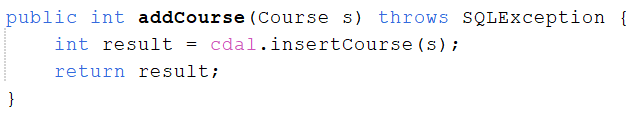 public int addCourse(Course s) throws SQLException {
    int result = cdal.insertCourse(s);
    return result;
}